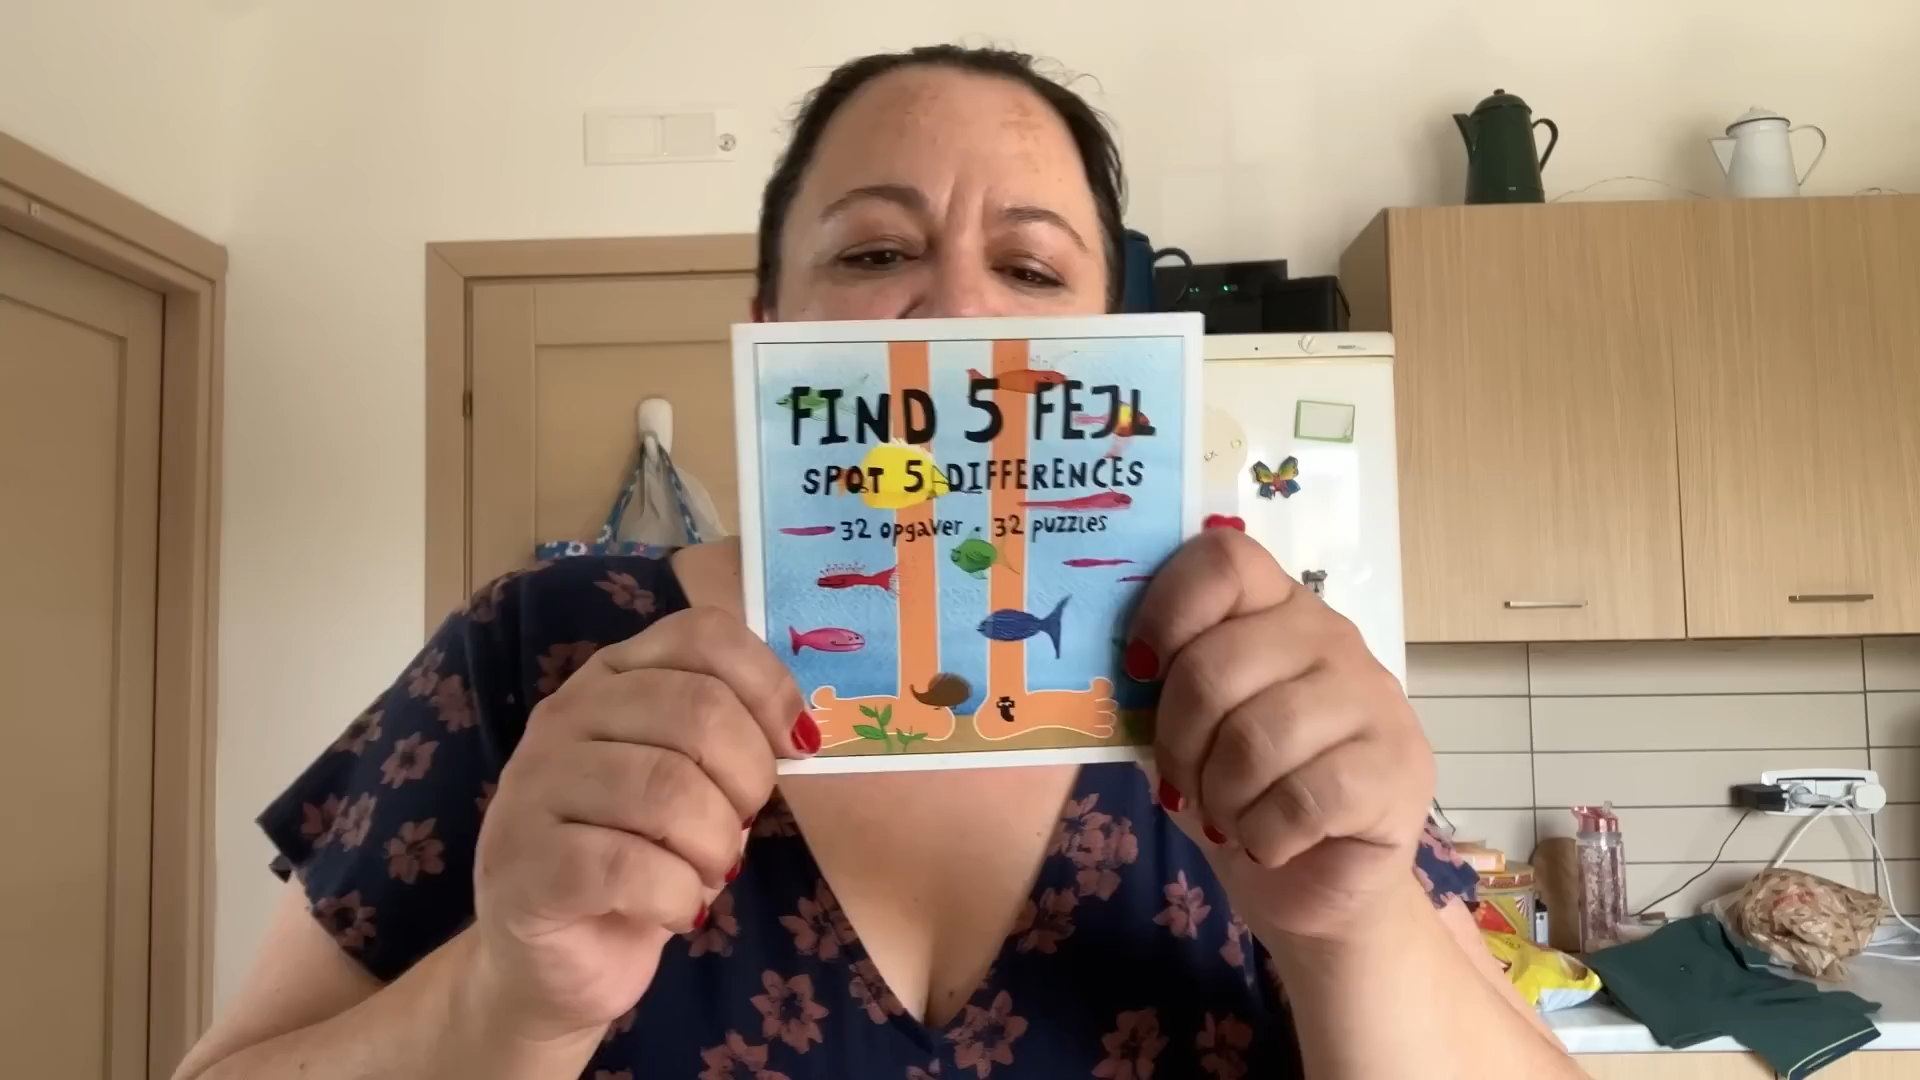 FIND 5 FEJL
SPOT 5 DIFFERENCES
32 opgaver · 32 puzzles